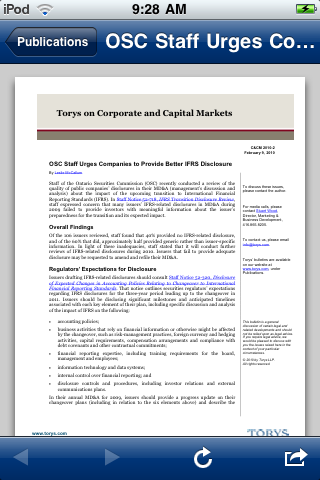 iPod 9:28 AM
Publications OSC Staff Urges Co...
Torys on Corporate and Capital Markets
C&CM 2010-2
February 9, 2010
OSC Staff Urges Companies to Provide Better IFRS Disclosure
By
Staff of the Ontario Securities Commission (OSC) recently conducted a review of the
quality of public companies' disclosures in their MD&A (management's discussion and
analysis) about the impact of the upcoming transition to International Financial
Reporting Standards (IFRS). In Staff Notice 52-718, IFRS Transition Disclosure Review,
staff expressed concern that many issuers' IFRS-related disclosures in MD&A during
2009 failed to provide investors with meaningful information about the issuer's
preparedness for the transition and its expected impact.
Overall Findings
Of the 106 issuers reviewed, staff found that 40% provided no IFRS-related disclosure,
and of the 60% that did, approximately half provided generic rather than issuer-specific
information. In light of these inadequacies, staff stated it will conduct further
reviews of IFRS-related disclosures during 2010. Issuers that fail to provide adequate
disclosure may be requested to amend and refile their MD&A.
Regulators' Expectations for Disclosure
Issuers drafting IFRS-related disclosures should consult Staff Notice 52-320, Disclosure
of Expected Changes in Accounting Policies Relating to Changeover to International
Financial Reporting Standards. That notice outlines securities regulators' expectations
regarding IFRS disclosures for the three-year period leading up to the changeover in
2011. Issuers should be disclosing significant milestones and anticipated timelines
associated with each key element of their plan, including specific discussion and analysis
of the impact of IFRS on the following:
• accounting policies;
• business activities that rely on financial information or otherwise might be affected
by the changeover, such as risk-management practices, foreign currency and hedging
activities, capital requirements, compensation arrangements and compliance with
debt covenants and other contractual commitments;
• financial reporting expertise, including training requirements for the board,
management and employees;
• information technology and data systems;
• internal control over financial reporting; and
• disclosure controls and procedures, including investor relations and external
communications plans.
In their annual MD&A for 2009, issuers should provide a progress update on their
changeover plans (including in relation to the six elements above) and describe the
To discuss these issues,
please contact the author.
For media calls, please
contact
Director, Marketing &
Business Development,
To contact us, please email
info@torys.com.
Torys' bulletins are available
on our website at
www.torys.com, under
Publications.
This bulletin is a general
discussion of certain legal and
related developments and should
not be relied upon as legal advice.
If you require legal advice, we
would be pleased to discuss with
you the issues raised here in the
context of your particular
circumstances.
© 2010 by Torys LLP
All rights reserved.
www.torys.com
TORYS